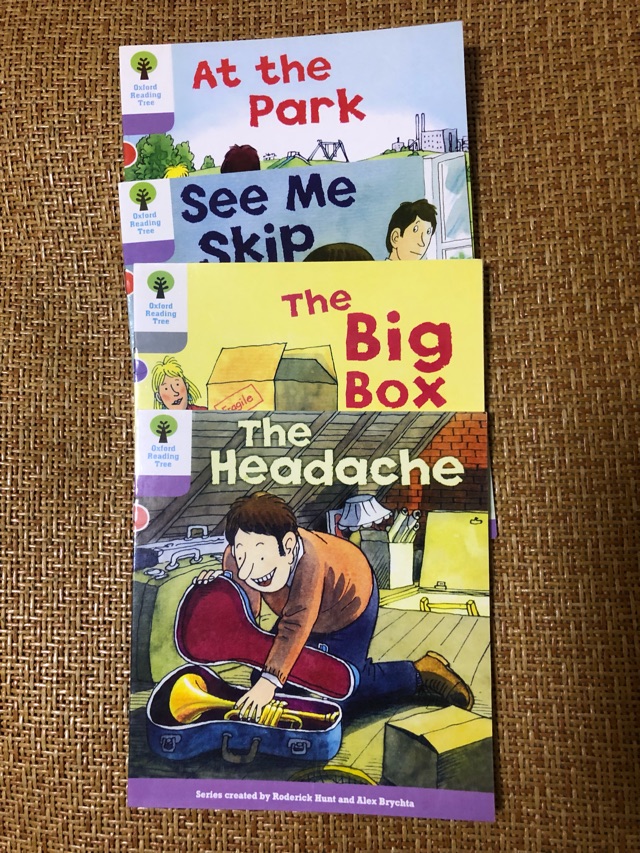 Oxford
Reading
Tree
At the
Park
Oxford
Reading
Tree
See Me
Skip
Oxford
Reading
Tree
The
Big
Box
Fragile
Oxford
Reading
Tree
The
Headache
Series created by Roderick Hunt and Alex Brychta